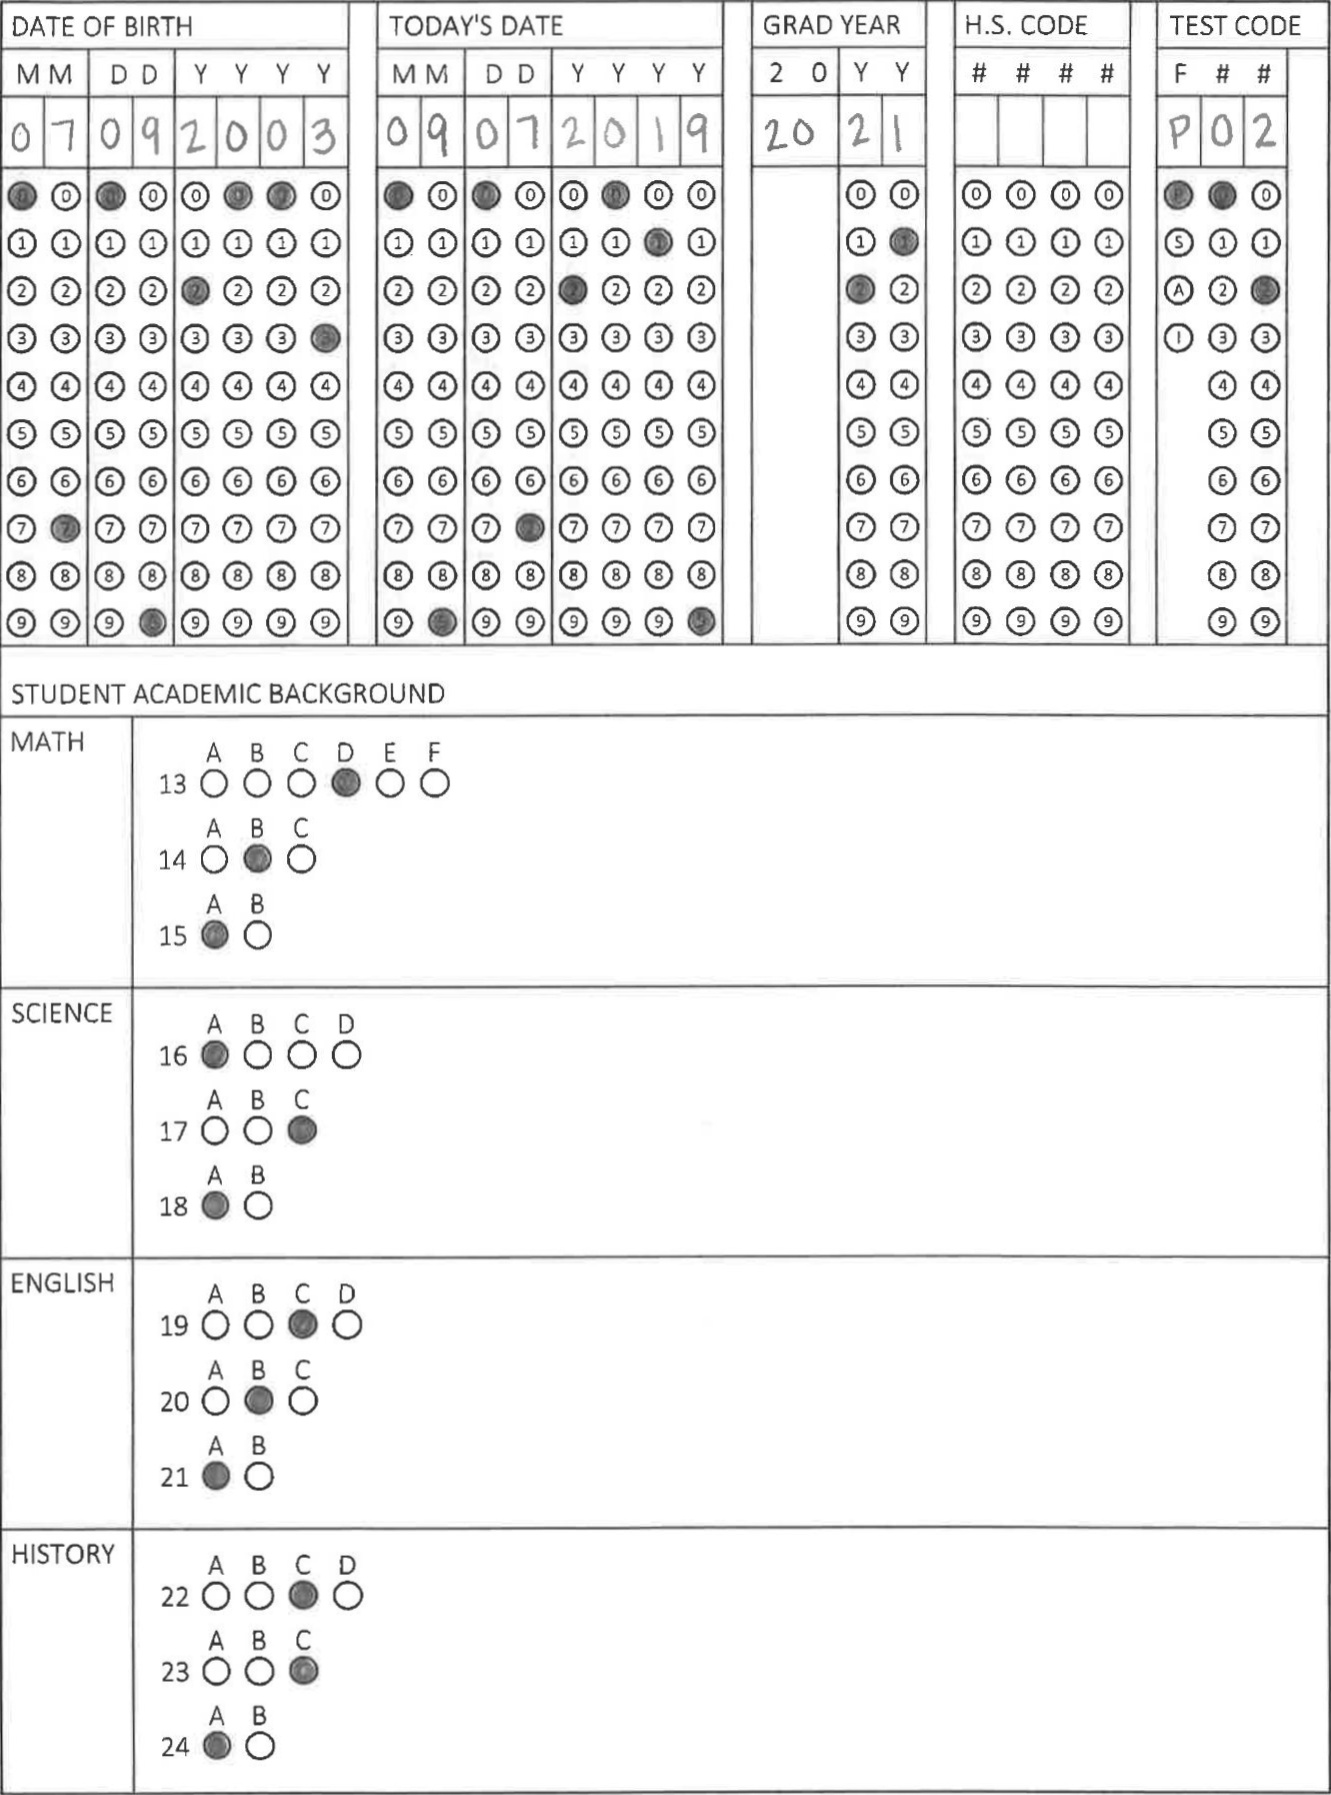 DATE OF BIRTH TODAY'S DATE GRAD YEAR H.S. CODE TEST CODE
M M D D Y Y Y Y M M D D Y Y Y Y 2 0 Y Y # # # # F # #
0 7 0 9 2 0 0 3 0 9 0 7 2 0 1 9 20 2 1 P 0 2
0 0 0 0 0 0 0 0 0 0 0 0 0 0 0 0
1 1 1 1 1 1 1 1 1 1 1 1 1 1 1 1 1 1 1 1 1 1 S 1 1
2 2 2 2 2 2 2 2 2 2 2 2 2 2 2 2 2 2 2 2 2 2 A 2 2
3 3 3 3 3 3 3 3 3 3 3 3 3 3 3 3 3 3 3 3 3 3 I 3 3
4 4 4 4 4 4 4 4 4 4 4 4 4 4 4 4 4 4 4 4 4 4 4 4
5 5 5 5 5 5 5 5 5 5 5 5 5 5 5 5 5 5 5 5 5 5 5 5
6 6 6 6 6 6 6 6 6 6 6 6 6 6 6 6 6 6 6 6 6 6 6 6
7 7 7 7 7 7 7 7 7 7 7 7 7 7 7 7 7 7 7 7 7 7 7 7
8 8 8 8 8 8 8 8 8 8 8 8 8 8 8 8 8 8 8 8 8 8 8 8
9 9 9 9 9 9 9 9 9 9 9 9 9 9 9 9 9 9 9 9 9
STUDENT ACADEMIC BACKGROUND
MATH
A B C D E F
13
A B C
14
A B
15
SCIENCE
A B C D
16
A B C
17
A B
18
ENGLISH
A B C D
19
A B C
20
A B
21
HISTORY
A B C D
22
A B C
23
A B
24